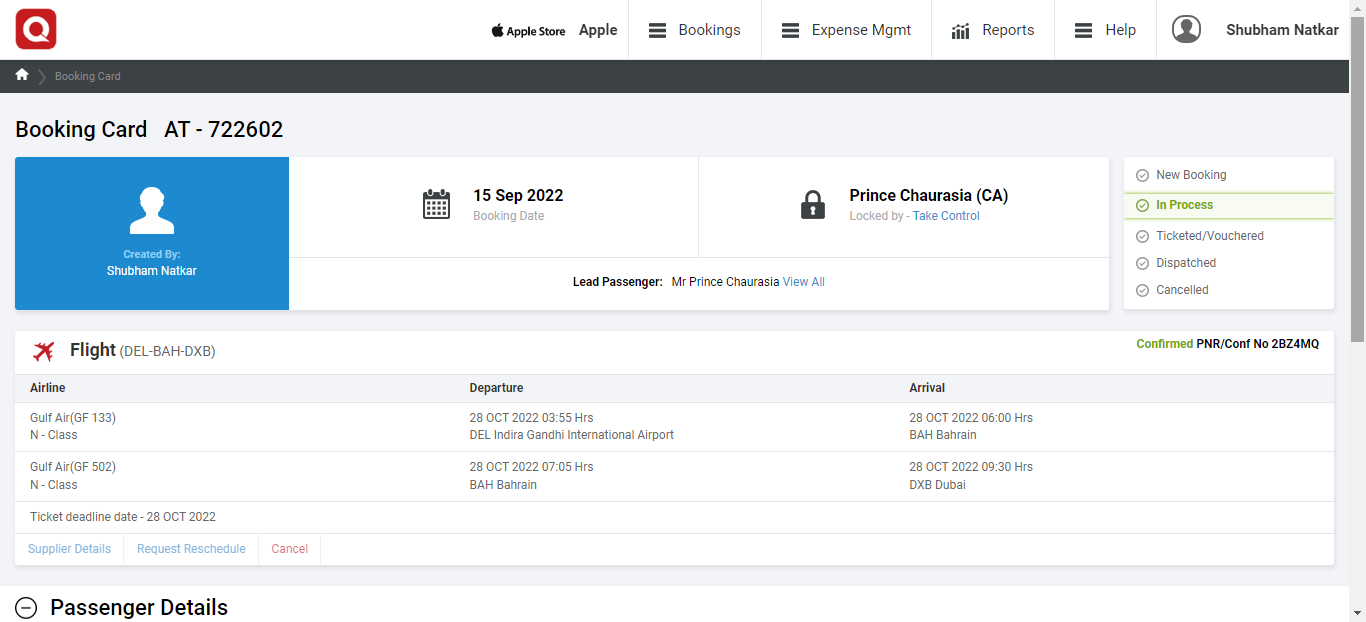 Q
Apple Store Apple Bookings Expense Mgmt Reports Help Shubham Natkar
Booking Card
Booking Card AT - 722602
Created By:
Shubham Natkar
15 Sep 2022
Booking Date
Prince Chaurasia (CA)
Locked by - Take Control
Lead Passenger: Mr Prince Chaurasia View All
New Booking
In Process
Ticketed/Vouchered
Dispatched
Cancelled
Flight (DEL-BAH-DXB)
Confirmed PNR/Conf No 2BZ4MQ
Airline Departure Arrival
Gulf Air(GF 133) 28 OCT 2022 03:55 Hrs 28 OCT 2022 06:00 Hrs
N - Class DEL Indira Gandhi International Airport BAH Bahrain
Gulf Air(GF 502) 28 OCT 2022 07:05 Hrs 28 OCT 2022 09:30 Hrs
N - Class BAH Bahrain DXB Dubai
Ticket deadline date - 28 OCT 2022
Supplier Details Request Reschedule Cancel
Passenger Details